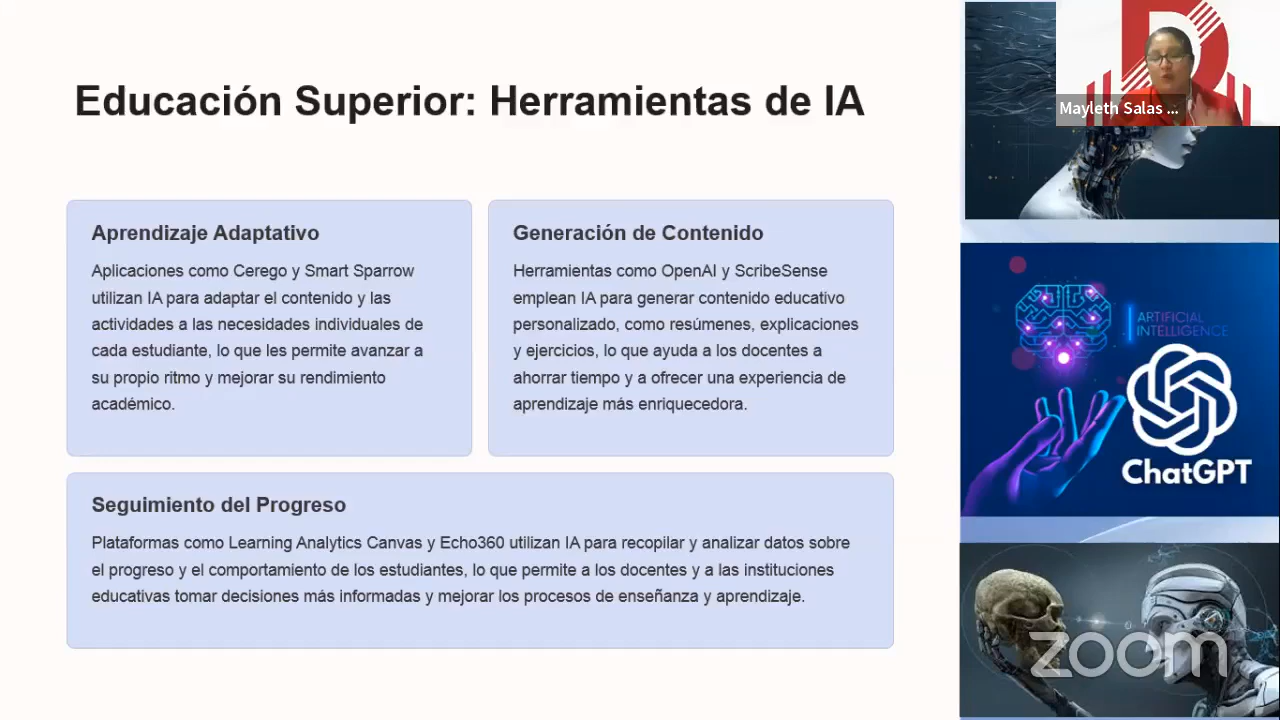 Educación Superior: Herramientas de IA
Aprendizaje Adaptativo
Aplicaciones como Cerego y Smart Sparrow
utilizan IA para adaptar el contenido y las
actividades a las necesidades individuales de
cada estudiante, lo que les permite avanzar a
su propio ritmo y mejorar su rendimiento
académico.
Generación de Contenido
Herramientas como OpenAI y ScribeSense
emplean IA para generar contenido educativo
personalizado, como resúmenes, explicaciones
y ejercicios, lo que ayuda a los docentes a
ahorrar tiempo y a ofrecer una experiencia de
aprendizaje más enriquecedora.
Seguimiento del Progreso
Plataformas como Learning Analytics Canvas y Echo360 utilizan IA para recopilar y analizar datos sobre
el progreso y el comportamiento de los estudiantes, lo que permite a los docentes y a las instituciones
educativas tomar decisiones más informadas y mejorar los procesos de enseñanza y aprendizaje.
Mayleth Salas ...
ARTIFICIAL
INTELLIGENCE
ChatGPT
zoom